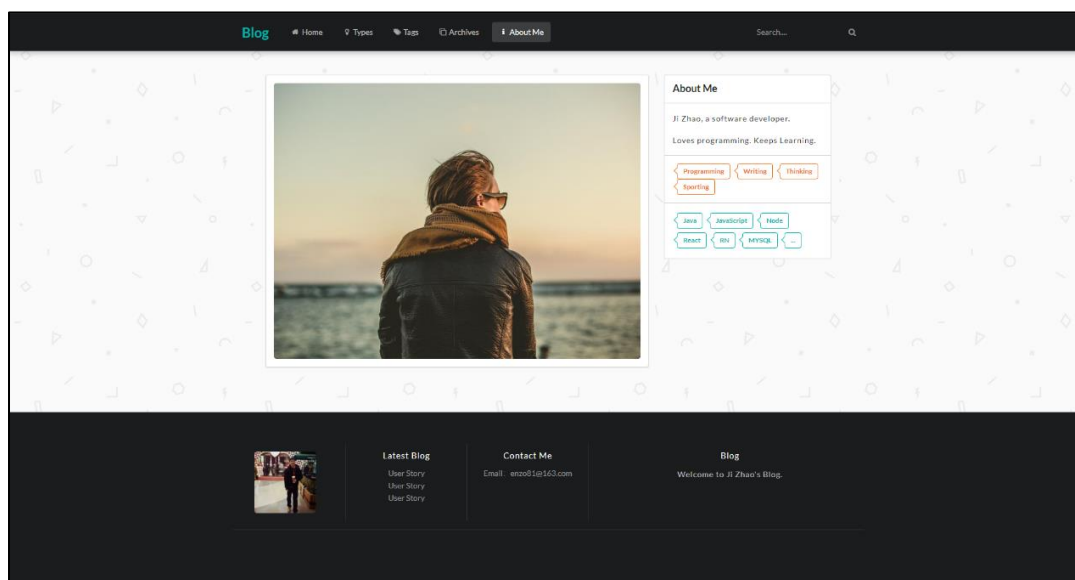 Blog Home Types Tags Archives About Me Search...
About Me
Ji Zhao, a software developer.
Loves programming. Keeps Learning.
Programming Writing Thinking
Sporting
Java JavaScript Node
React RN MYSQL ...
Latest Blog
User Story
User Story
User Story
Contact Me
Email: enzo81@163.com
Blog
Welcome to Ji Zhao's Blog.